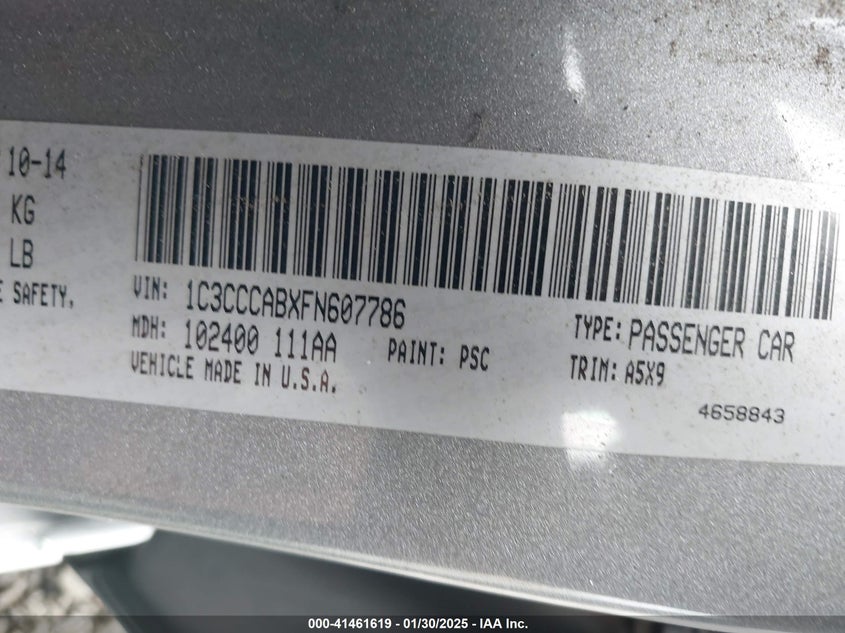 10-14
KG
LB
E SAFETY,
VIN: 1C3CCCABXFN607786
MDH: 102400 111AA
PAINT: PSC
VEHICLE MADE IN U.S.A.
TYPE: PASSENGER CAR
TRIM: A5X9
4658843
000-41461619 - 01/30/2025 - © IAA Inc.